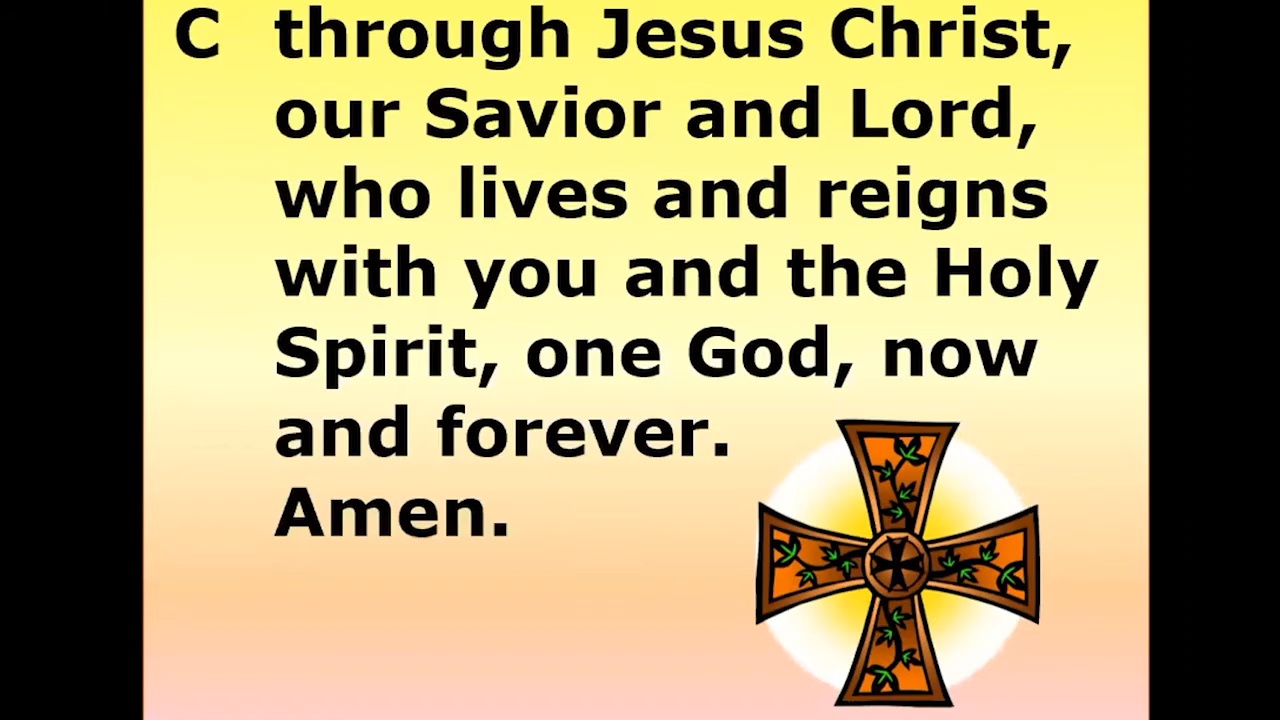 C through Jesus Christ,
our Savior and Lord,
who lives and reigns
with you and the Holy
Spirit, one God, now
and forever.
Amen.